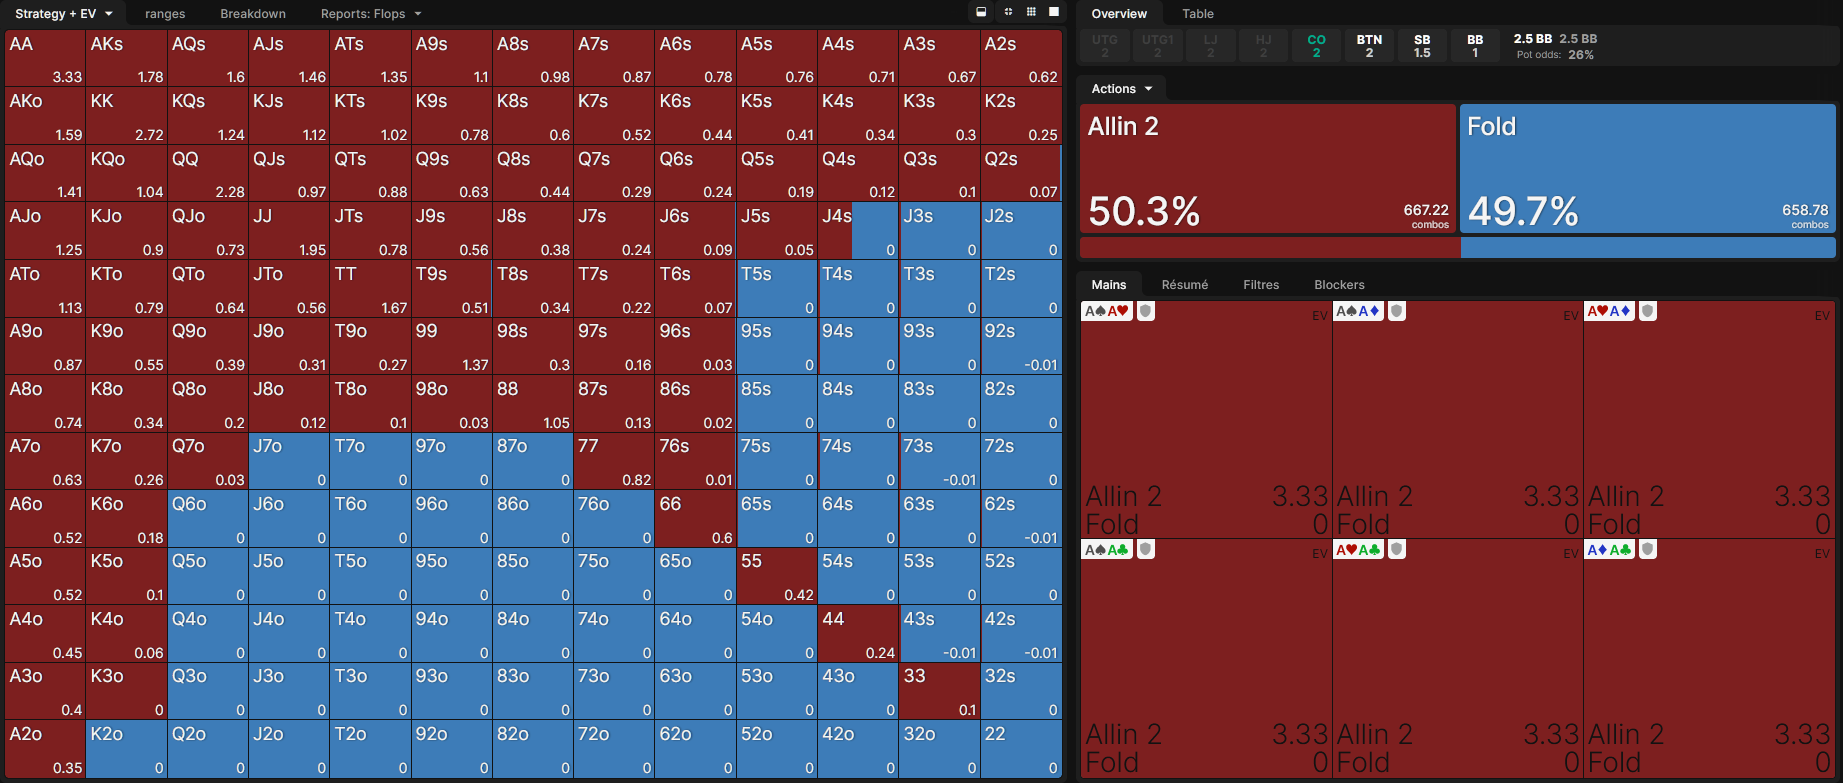 Strategy + EV ranges Breakdown Reports: Flops
AA AKs AQs AJs ATs A9s A8s A7s A6s A5s A4s A3s A2s
3.33 1.78 1.6 1.46 1.35 1.1 0.98 0.87 0.78 0.76 0.71 0.67 0.62
AKo KK KQs KJs KTs K9s K8s K7s K6s K5s K4s K3s K2s
1.59 2.72 1.24 1.12 1.02 0.78 0.6 0.52 0.44 0.41 0.34 0.3 0.25
AQo KQo QQ QJs QTs Q9s Q8s Q7s Q6s Q5s Q4s Q3s Q2s
1.41 1.04 2.28 0.97 0.88 0.63 0.44 0.29 0.24 0.19 0.12 0.1 0.07
AJo KJo QJo JJ JTs J9s J8s J7s J6s J5s J4s J3s J2s
1.25 0.9 0.73 1.95 0.78 0.56 0.38 0.24 0.09 0.05 0 0 0
ATo KTo QTo JTo TT T9s T8s T7s T6s T5s T4s T3s T2s
1.13 0.79 0.64 0.56 1.67 0.51 0.34 0.22 0.07 0 0 0 0
A9o K9o Q9o J9o T9o 99 98s 97s 96s 95s 94s 93s 92s
0.87 0.55 0.39 0.31 0.27 1.37 0.3 0.16 0.03 0 0 0 -0.01
A8o K8o Q8o J8o T8o 98o 88 87s 86s 85s 84s 83s 82s
0.74 0.34 0.2 0.12 0.1 0.03 1.05 0.13 0.02 0 0 0 0
A7o K7o Q7o J7o T7o 97o 87o 77 76s 75s 74s 73s 72s
0.63 0.26 0.03 0 0 0 0 0.82 0.01 0 0 -0.01 0
A6o K6o Q6o J6o T6o 96o 86o 76o 66 65s 64s 63s 62s
0.52 0.18 0 0 0 0 0 0 0.6 0 0 0 -0.01
A5o K5o Q5o J5o T5o 95o 85o 75o 65o 55 54s 53s 52s
0.52 0.1 0 0 0 0 0 0 0 0.42 0 0 0
A4o K4o Q4o J4o T4o 94o 84o 74o 64o 54o 44 43s 42s
0.45 0.06 0 0 0 0 0 0 0 0 0.24 -0.01 -0.01
A3o K3o Q3o J3o T3o 93o 83o 73o 63o 53o 43o 33 32s
0.4 0 0 0 0 0 0 0 0 0 0 0.1 0
A2o K2o Q2o J2o T2o 92o 82o 72o 62o 52o 42o 32o 22
0.35 0 0 0 0 0 0 0 0 0 0 0 0
Overview Table
UTG UTG1 LJ HJ CO BTN SB BB 2.5 BB 2.5 BB
2 2 2 2 2 2 1.5 1 Pot odds: 26%
Actions
Allin 2 Fold
50.3% 667.22 combos 49.7% 658.78 combos
Mains Résumé Filtres Blockers
A♠A♥ EV A♠A♦ EV A♥A♦ EV
Allin 2 3.33 Allin 2 3.33 Allin 2 3.33
Fold 0 Fold 0 Fold 0
A♠A♣ EV A♥A♣ EV A♦A♣ EV
Allin 2 3.33 Allin 2 3.33 Allin 2 3.33
Fold 0 Fold 0 Fold 0